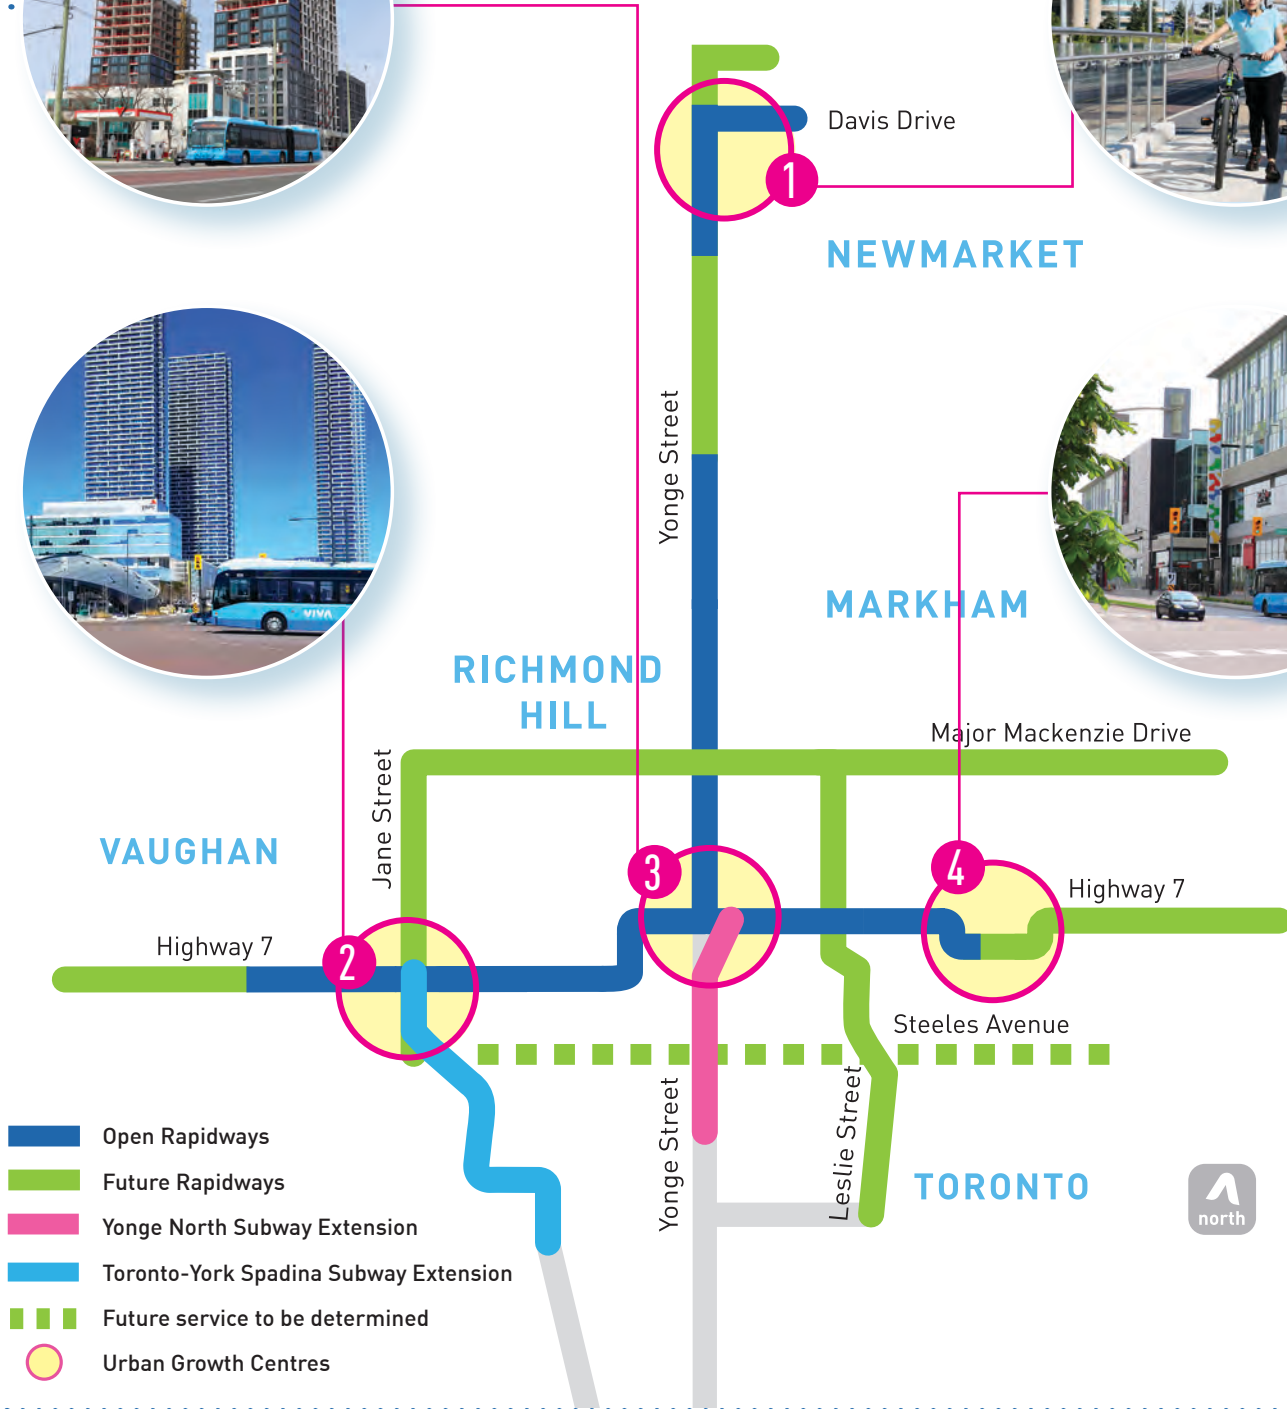 Davis Drive
1
NEWMARKET
Yonge Street
VIVA
MARKHAM
RICHMOND
HILL
Major Mackenzie Drive
Jane Street
VAUGHAN
3
4
Highway 7
Highway 7
2
Steeles Avenue
Yonge Street
Leslie Street
TORONTO
north
Open Rapidways
Future Rapidways
Yonge North Subway Extension
Toronto-York Spadina Subway Extension
Future service to be determined
Urban Growth Centres